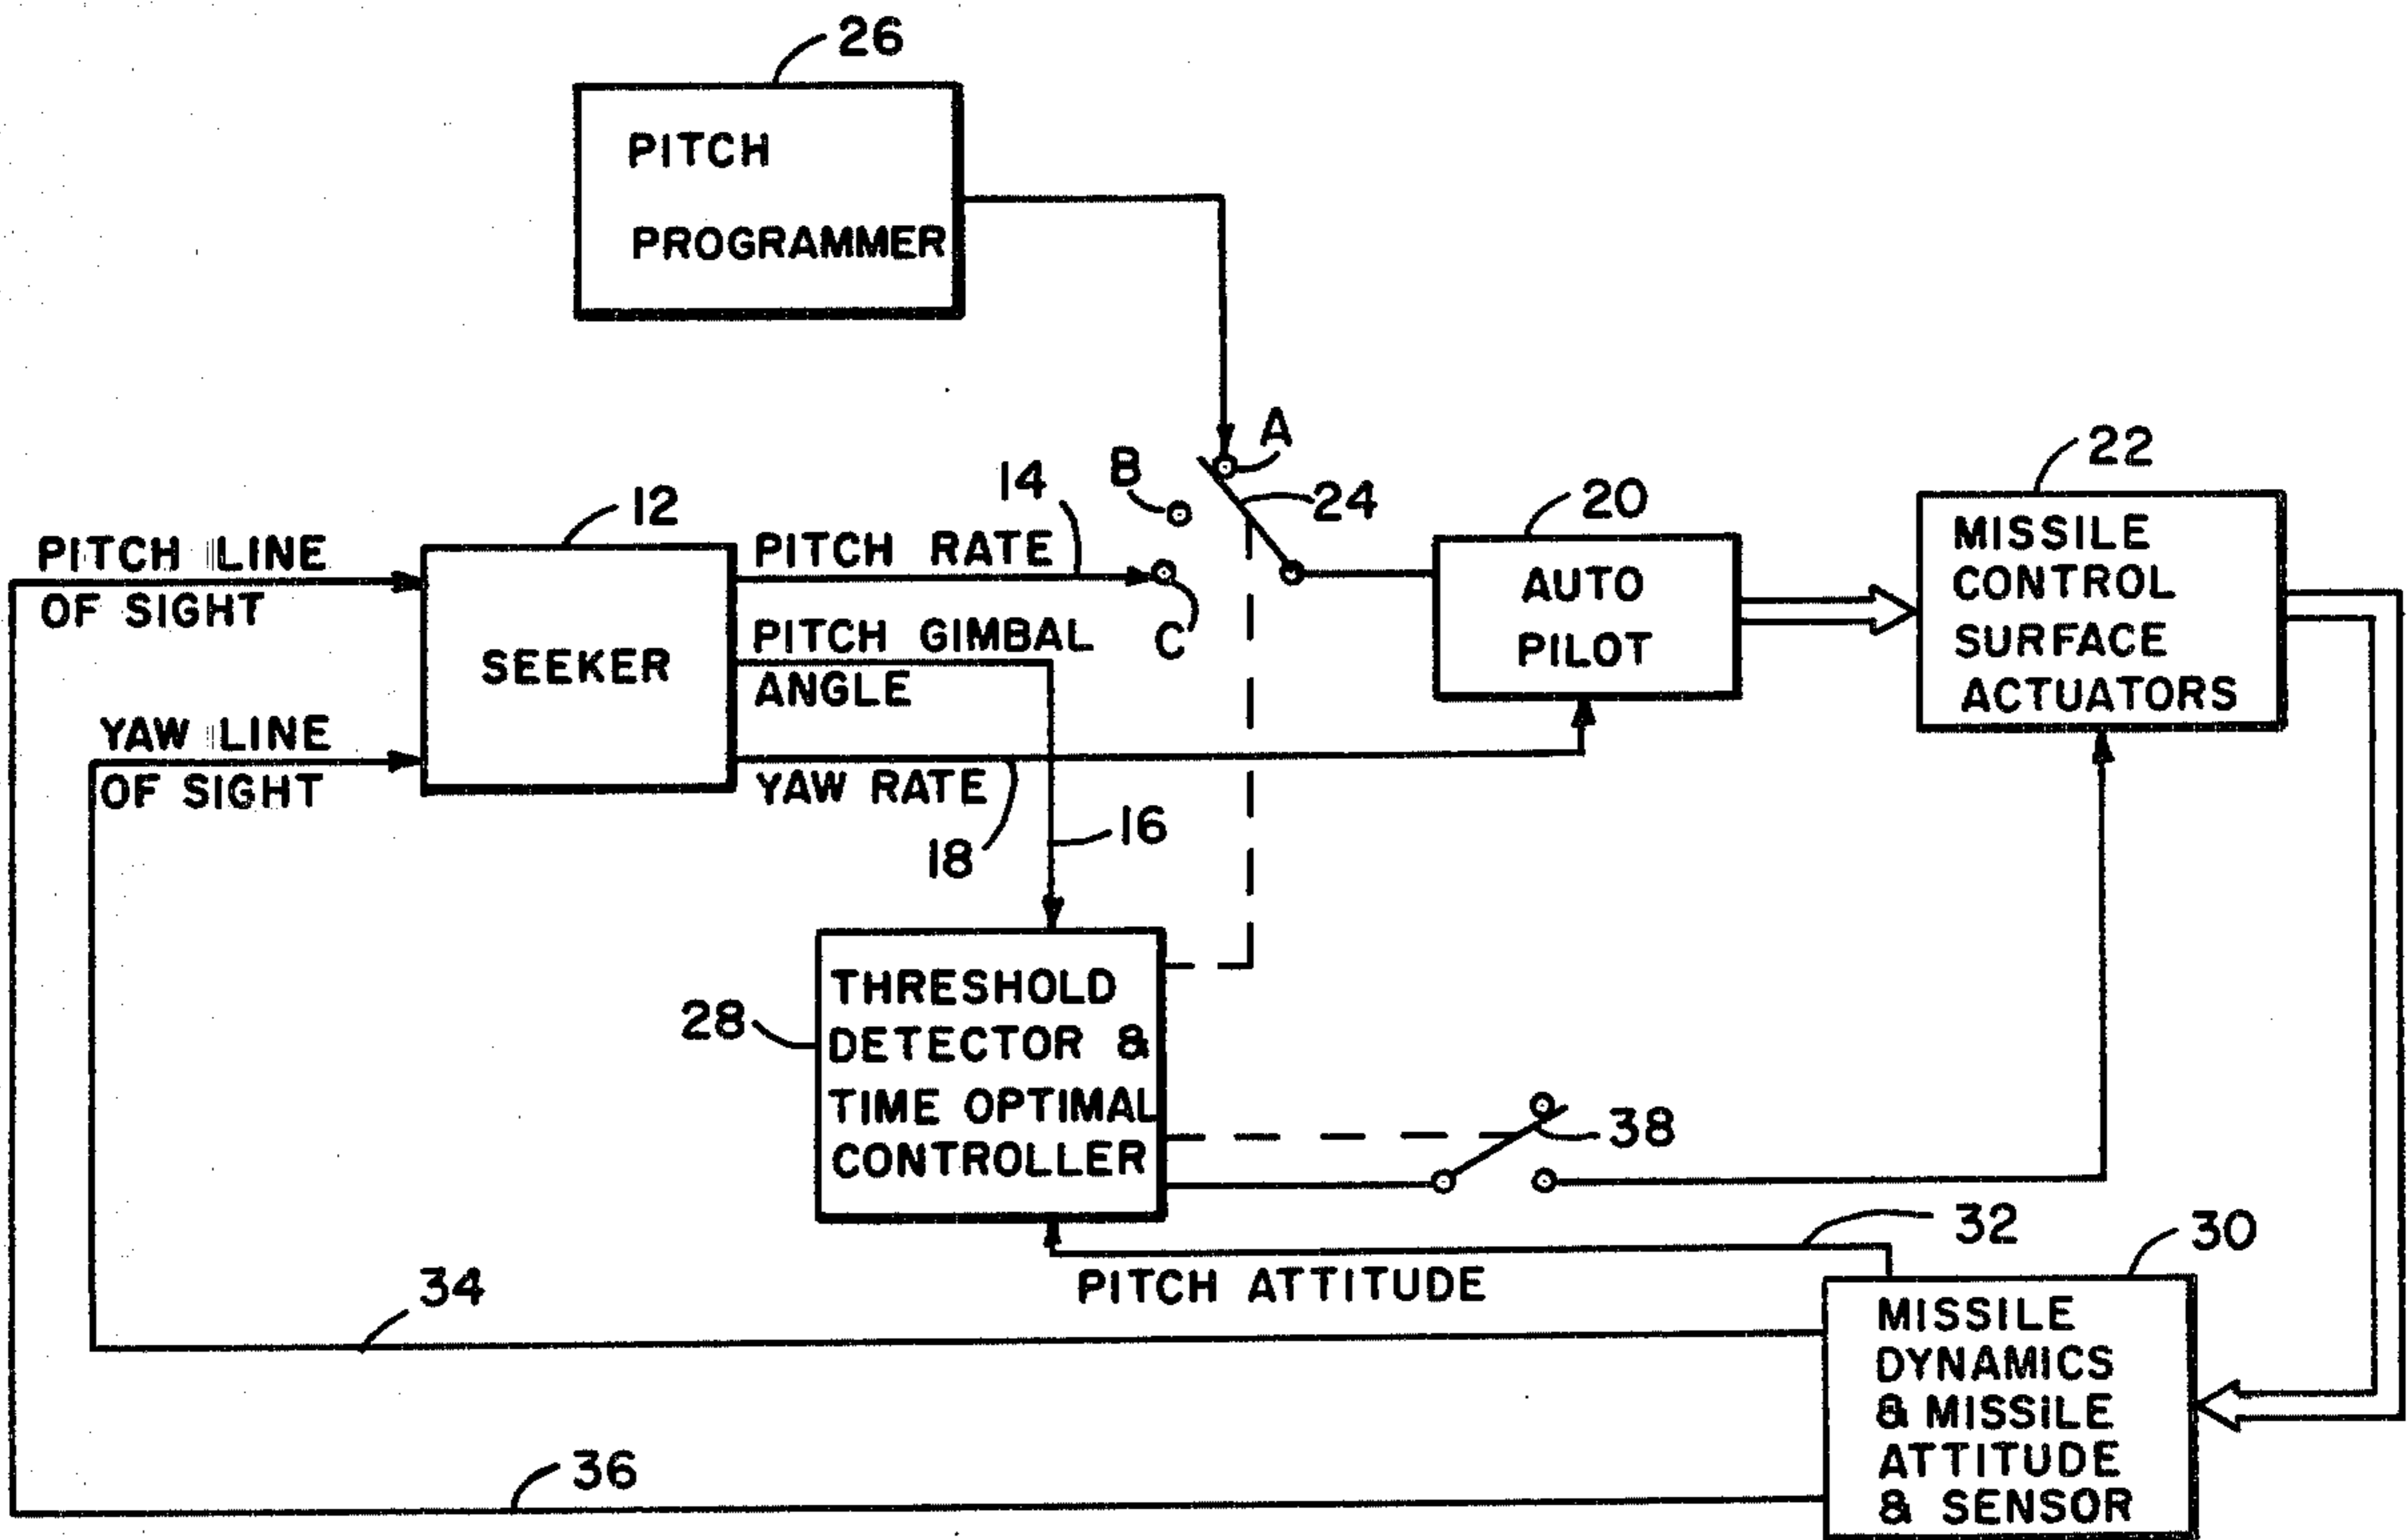 26
PITCH
PROGRAMMER
A
B
24
14
12
20
22
PITCH LINE
OF SIGHT
PITCH RATE
C
SEEKER
PITCH GIMBAL
ANGLE
AUTO
PILOT
MISSILE
CONTROL
SURFACE
ACTUATORS
YAW LINE
OF SIGHT
YAW RATE
18
16
28
THRESHOLD
DETECTOR &
TIME OPTIMAL
CONTROLLER
38
32
30
PITCH ATTITUDE
34
MISSILE
DYNAMICS
& MISSILE
ATTITUDE
& SENSOR
36